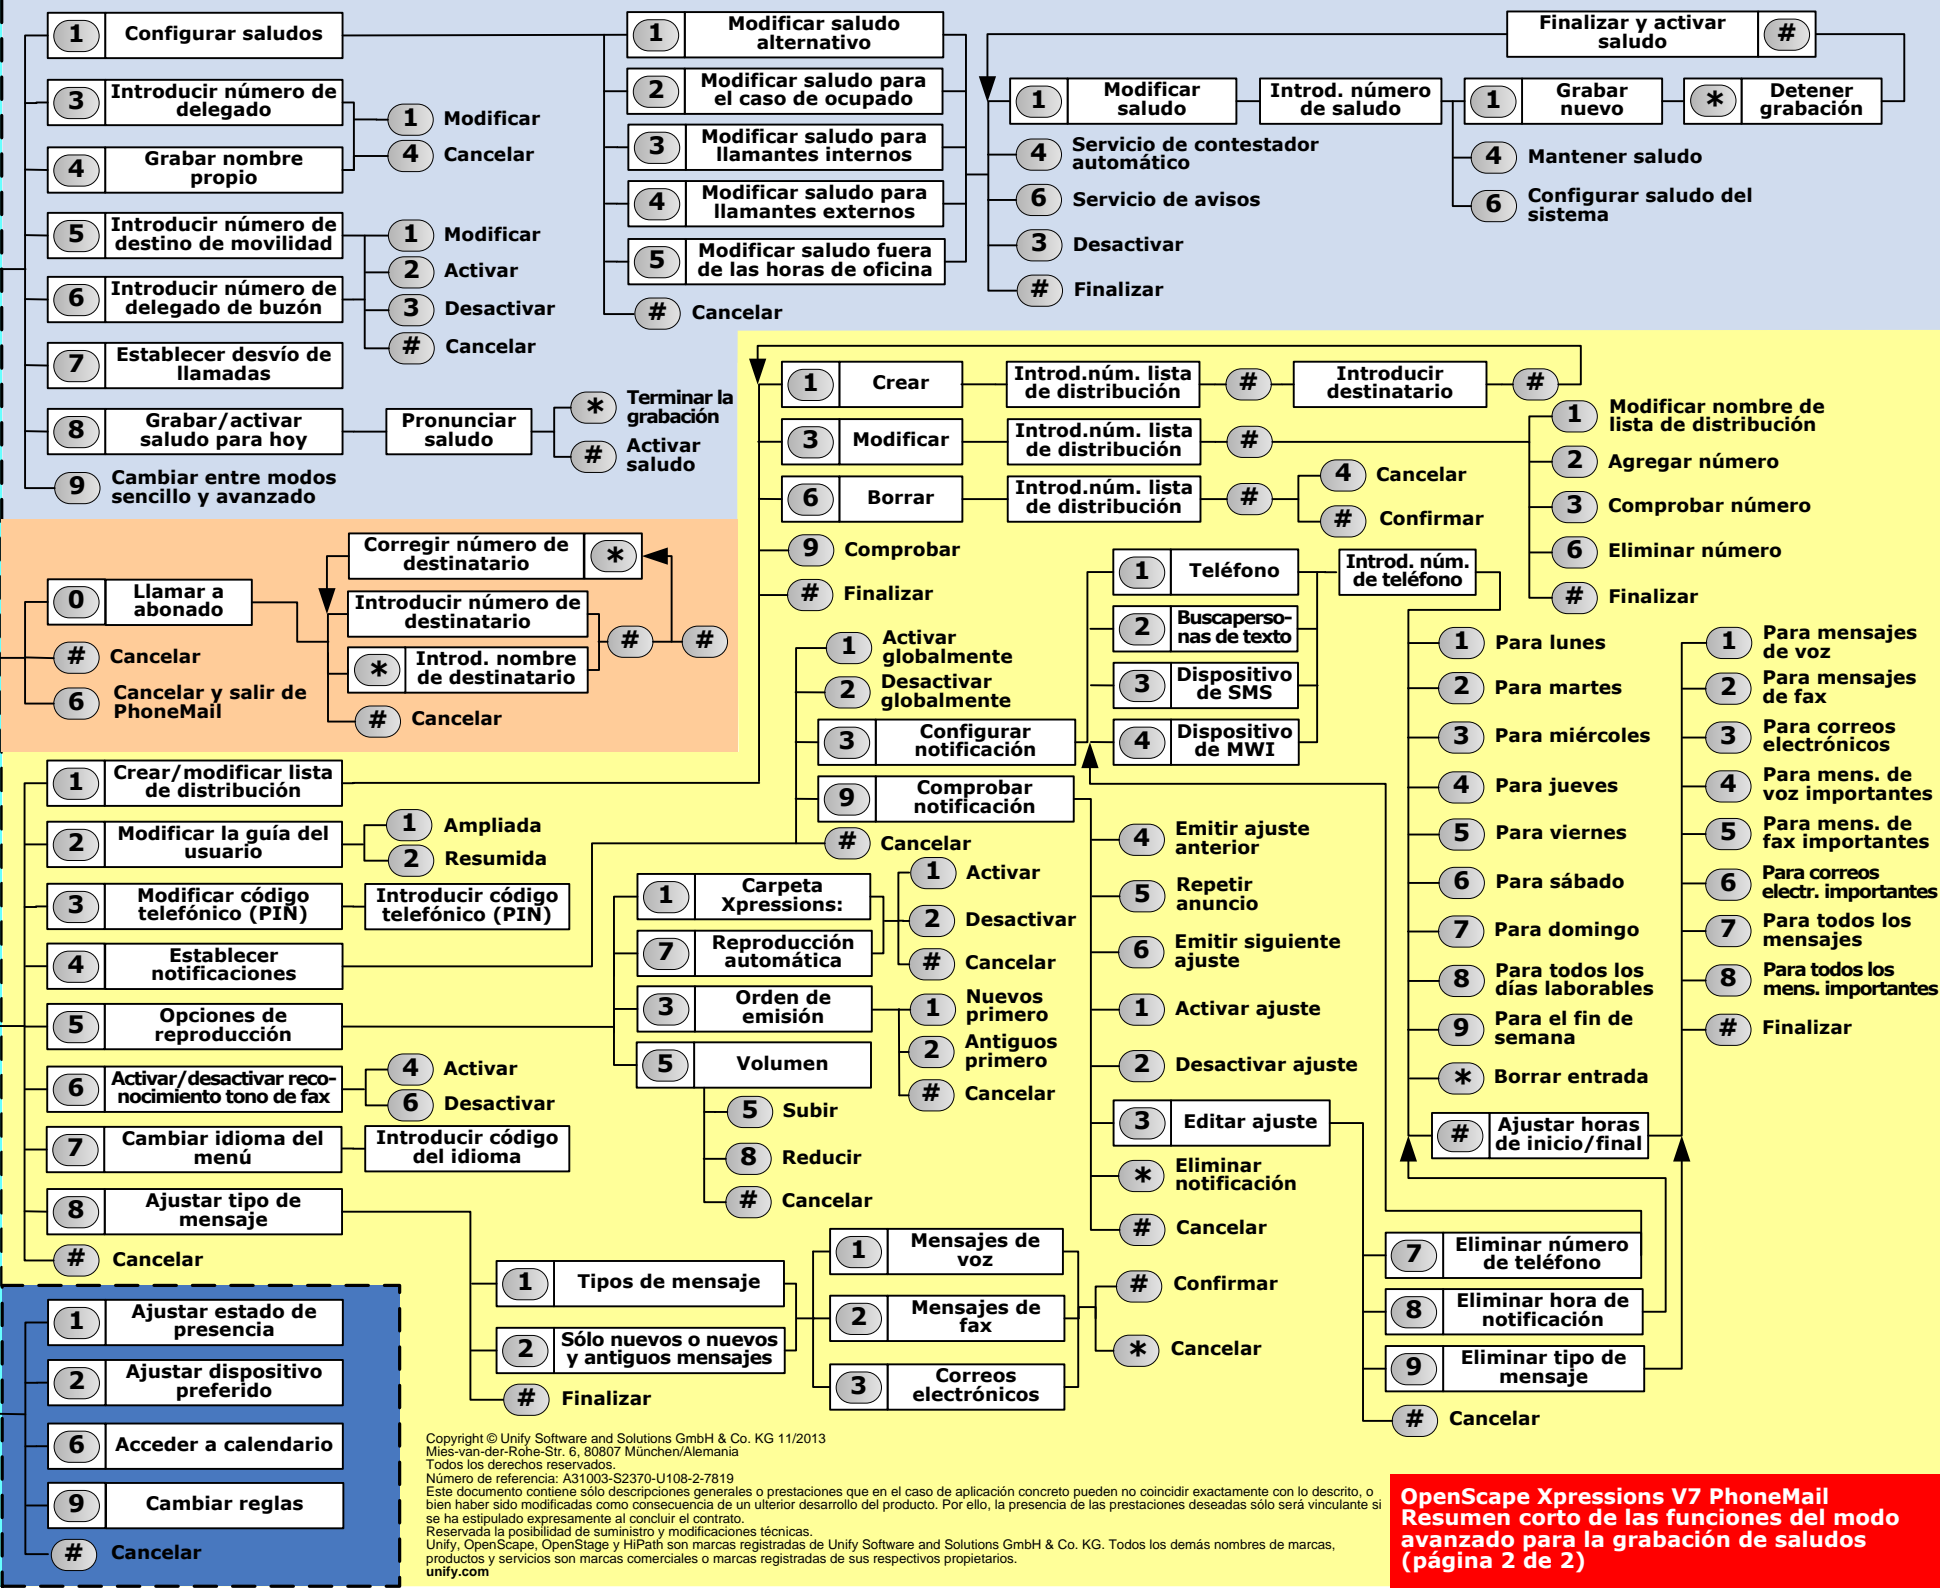 1 Configurar saludos
3 Introducir número de
delegado
1 Modificar
4 Cancelar
4 Grabar nombre
propio
5 Introducir número de
destino de movilidad
6 Introducir número de
delegado de buzón
1 Modificar
2 Activar
3 Desactivar
# Cancelar
7 Establecer desvío de
llamadas
8 Grabar/activar
saludo para hoy
Pronunciar
saludo
* Terminar la
grabación
# Activar
saludo
9 Cambiar entre modos
sencillo y avanzado
1 Modificar saludo
alternativo
2 Modificar saludo para
el caso de ocupado
3 Modificar saludo para
llamantes internos
4 Modificar saludo para
llamantes externos
5 Modificar saludo fuera
de las horas de oficina
# Cancelar
Finalizar y activar
saludo #
1 Modificar
saludo
Introd. número
de saludo
1 Grabar
nuevo
* Detener
grabación
4 Servicio de contestador
automático
6 Servicio de avisos
3 Desactivar
# Finalizar
4 Mantener saludo
6 Configurar saludo del
sistema
0 Llamar a
abonado
# Cancelar
6 Cancelar y salir de
PhoneMail
Corregir número de
destinatario *
Introducir número de
destinatario
* Introd. nombre
de destinatario
# #
# Cancelar
1 Crear/modificar lista
de distribución
2 Modificar la guía del
usuario
1 Ampliada
2 Resumida
3 Modificar código
telefónico (PIN)
Introducir código
telefónico (PIN)
4 Establecer
notificaciones
5 Opciones de
reproducción
6 Activar/desactivar reco-
nocimiento tono de fax
4 Activar
6 Desactivar
7 Cambiar idioma del
menú
Introducir código
del idioma
8 Ajustar tipo de
mensaje
# Cancelar
1 Crear
Introd.núm. lista
de distribución
#
Introducir
destinatario
#
3 Modificar
Introd.núm. lista
de distribución
#
6 Borrar
Introd.núm. lista
de distribución
#
4 Cancelar
# Confirmar
9 Comprobar
# Finalizar
1 Modificar nombre de
lista de distribución
2 Agregar número
3 Comprobar número
6 Eliminar número
# Finalizar
1 Activar
globalmente
2 Desactivar
globalmente
3 Configurar
notificación
9 Comprobar
notificación
# Cancelar
1 Teléfono
2 Buscaperso-
nas de texto
3 Dispositivo
de SMS
4 Dispositivo
de MWI
Introd. núm.
de teléfono
1 Para lunes
2 Para martes
3 Para miércoles
4 Para jueves
5 Para viernes
6 Para sábado
7 Para domingo
8 Para todos los
días laborables
9 Para el fin de
semana
* Borrar entrada
# Ajustar horas
de inicio/final
1 Para mensajes
de voz
2 Para mensajes
de fax
3 Para correos
electrónicos
4 Para mens. de
voz importantes
5 Para mens. de
fax importantes
6 Para correos
electr. importantes
7 Para todos los
mensajes
8 Para todos los
mens. importantes
# Finalizar
1 Carpeta
Xpressions:
7 Reproducción
automática
1 Activar
2 Desactivar
# Cancelar
3 Orden de
emisión
1 Nuevos
primero
2 Antiguos
primero
# Cancelar
5 Volumen
5 Subir
8 Reducir
# Cancelar
4 Emitir ajuste
anterior
5 Repetir
anuncio
6 Emitir siguiente
ajuste
1 Activar ajuste
2 Desactivar ajuste
3 Editar ajuste
* Eliminar
notificación
# Cancelar
7 Eliminar número
de teléfono
8 Eliminar hora de
notificación
9 Eliminar tipo de
mensaje
# Cancelar
1 Tipos de mensaje
2 Sólo nuevos o nuevos
y antiguos mensajes
# Finalizar
1 Mensajes de
voz
2 Mensajes de
fax
3 Correos
electrónicos
# Confirmar
* Cancelar
1 Ajustar estado de
presencia
2 Ajustar dispositivo
preferido
6 Acceder a calendario
9 Cambiar reglas
# Cancelar
Copyright © Unify Software and Solutions GmbH & Co. KG 11/2013
Mies-van-der-Rohe-Str. 6, 80807 München/Alemania
Todos los derechos reservados.
Número de referencia: A31003-S2370-U108-2-7819
Este documento contiene sólo descripciones generales o prestaciones que en el caso de aplicación concreto pueden no coincidir exactamente con lo descrito, o
bien haber sido modificadas como consecuencia de un ulterior desarrollo del producto. Por ello, la presencia de las prestaciones deseadas sólo será vinculante si
se ha estipulado expresamente al concluir el contrato.
Reservada la posibilidad de suministro y modificaciones técnicas.
Unify, OpenScape, OpenStage y HiPath son marcas registradas de Unify Software and Solutions GmbH & Co. KG. Todos los demás nombres de marcas,
productos y servicios son marcas comerciales o marcas registradas de sus respectivos propietarios.
unify.com
OpenScape Xpressions V7 PhoneMail
Resumen corto de las funciones del modo
avanzado para la grabación de saludos
(página 2 de 2)